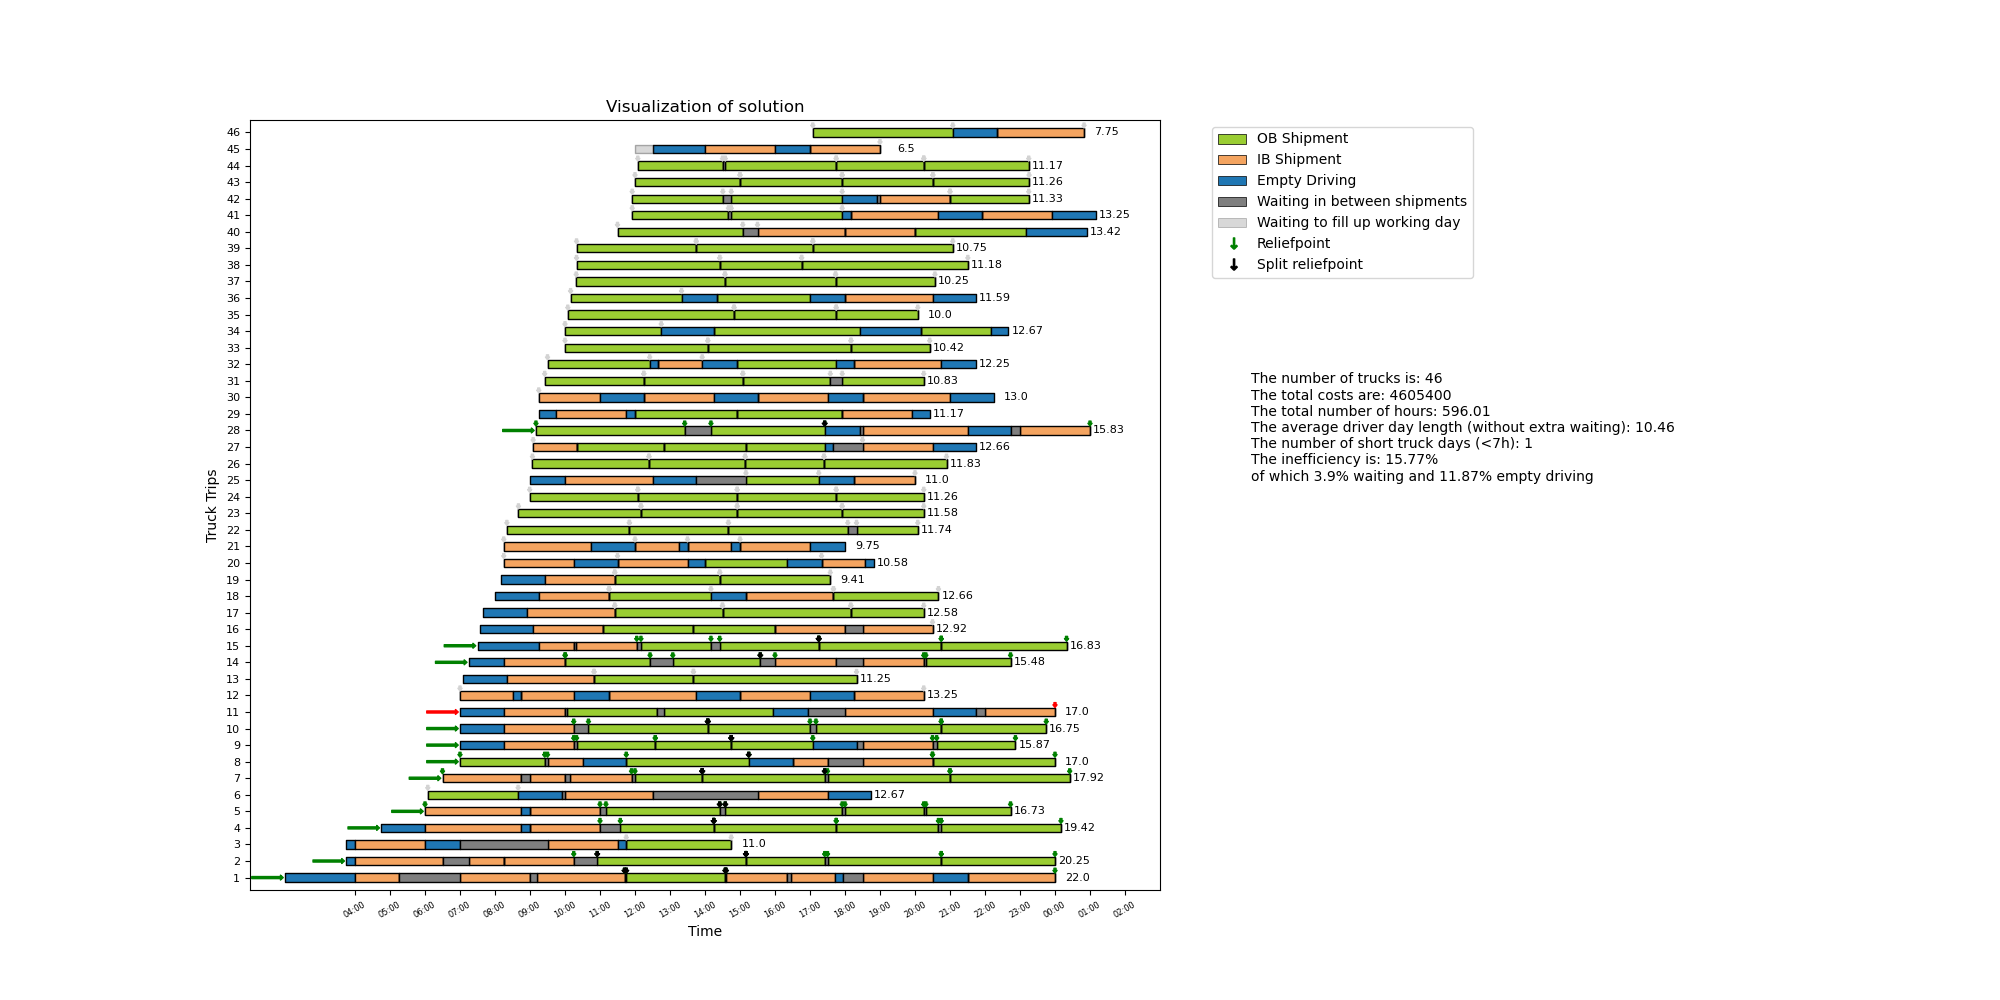 Visualization of solution
46 7.75
45 6.5
44 11.17
43 11.26
42 11.33
41 13.25
40 13.42
39 10.75
38 11.18
37 10.25
36 11.59
35 10.0
34 12.67
33 10.42
32 12.25
31 10.83
30 13.0
29 11.17
28 15.83
27 12.66
26 11.83
25 11.0
24 11.26
23 11.58
22 11.74
21 9.75
20 10.58
19 9.41
18 12.66
17 12.58
16 12.92
15 16.83
14 15.48
13 11.25
12 13.25
11 17.0
10 16.75
9 15.87
8 17.0
7 17.92
6 12.67
5 16.73
4 19.42
3 11.0
2 20.25
1 22.0
Truck Trips
04:00 05:00 06:00 07:00 08:00 09:00 10:00 11:00 12:00 13:00 14:00 15:00 16:00 17:00 18:00 19:00 20:00 21:00 22:00 23:00 00:00 01:00 02:00
Time
OB Shipment
IB Shipment
Empty Driving
Waiting in between shipments
Waiting to fill up working day
Reliefpoint
Split reliefpoint
The number of trucks is: 46
The total costs are: 4605400
The total number of hours: 596.01
The average driver day length (without extra waiting): 10.46
The number of short truck days (<7h): 1
The inefficiency is: 15.77%
of which 3.9% waiting and 11.87% empty driving